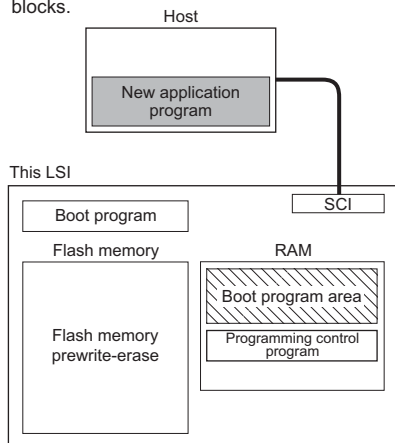 blocks.
Host
New application
program
This LSI
SCI
Boot program
Flash memory
RAM
Boot program area
Flash memory
prewrite-erase
Programming control
program